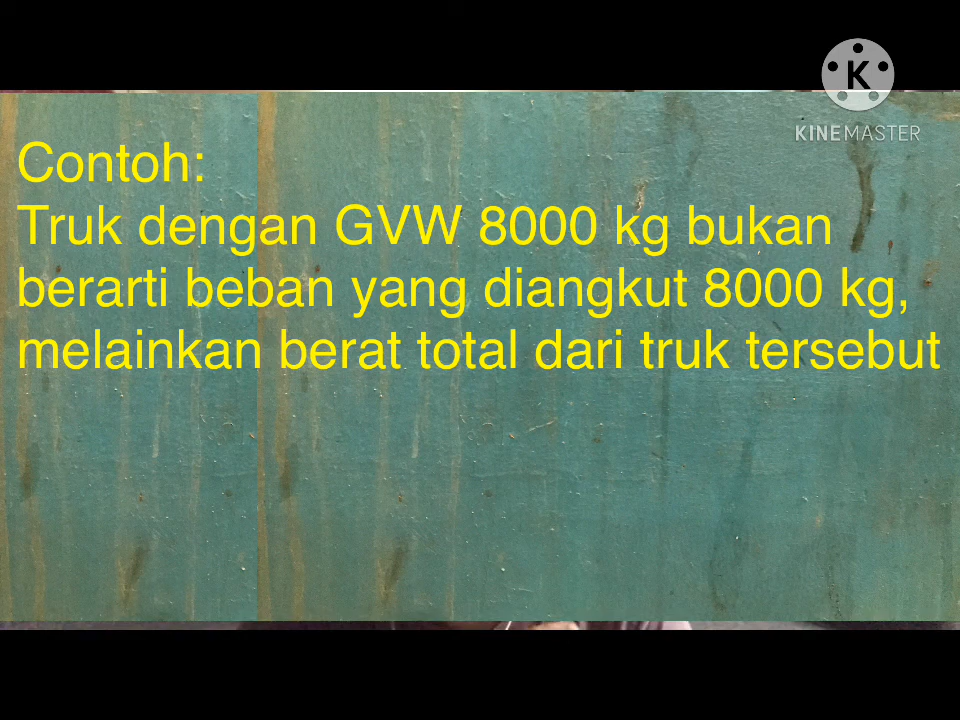 K
KINEMASTER
Contoh:
Truk dengan GVW 8000 kg bukan
berarti beban yang diangkut 8000 kg,
melainkan berat total dari truk tersebut